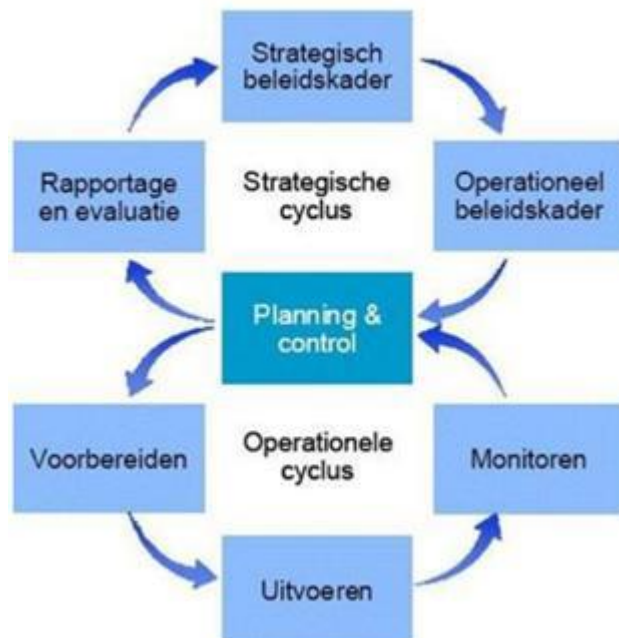 Strategisch
beleidskader
Rapportage
en evaluatie
Strategische
cyclus
Operationeel
beleidskader
Planning &
control
Voorbereiden
Operationele
cyclus
Monitoren
Uitvoeren